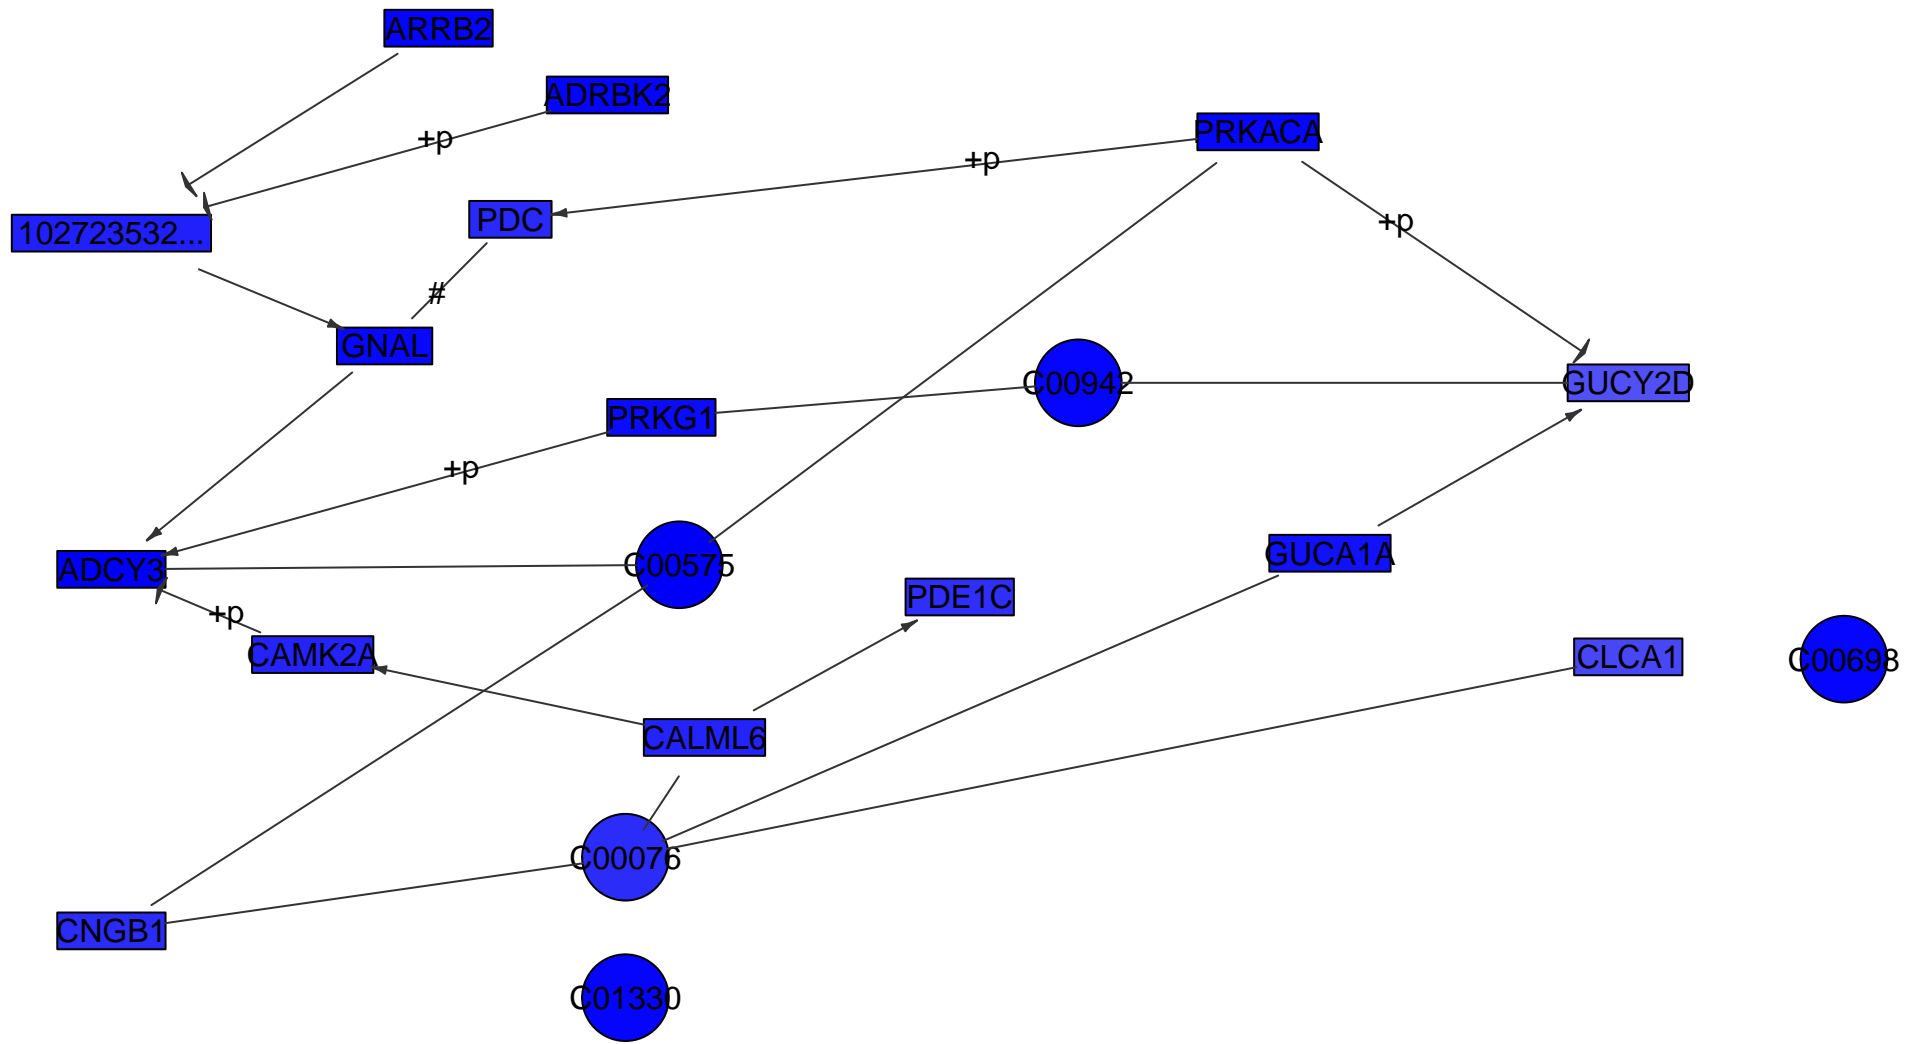 ARRB2
ADRBK2
PRKACA
+p
+p
PDC
102723532...
+p
#
GNAL
C00942
GUCY2D
PRKG1
+p
GUCA1A
C00575
ADCY3
PDE1C
+p
CAMK2A
CLCA1
C00698
CALML6
C00076
CNGB1
C01330